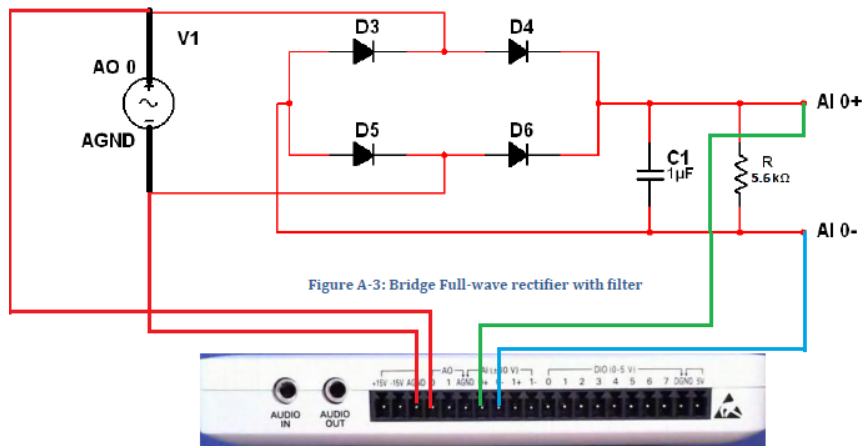 V1
D3
D4
AO 0
+
−
AGND
D5
D6
AI 0+
C1
1µF
R
5.6kΩ
AI 0-
Figure A-3: Bridge Full-wave rectifier with filter
AO
DIO (0-5 V)
+15V -15V AGND 0 1 AGND 0+ 0- 1+ 1- 0 1 2 3 4 5 6 7 DGND 5V
AUDIO IN
AUDIO OUT